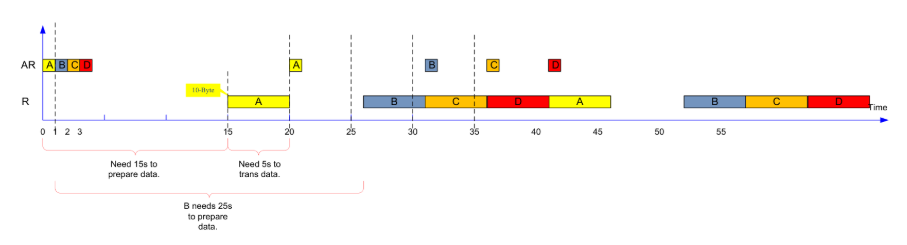 AR A B C D A B C D
10-Byte
R A B C D A B C D
Time
0 1 2 3 15 20 25 30 35 40 45 50 55
Need 15s to
prepare data.
Need 5s to
trans data.
B needs 25s
to prepare
data.